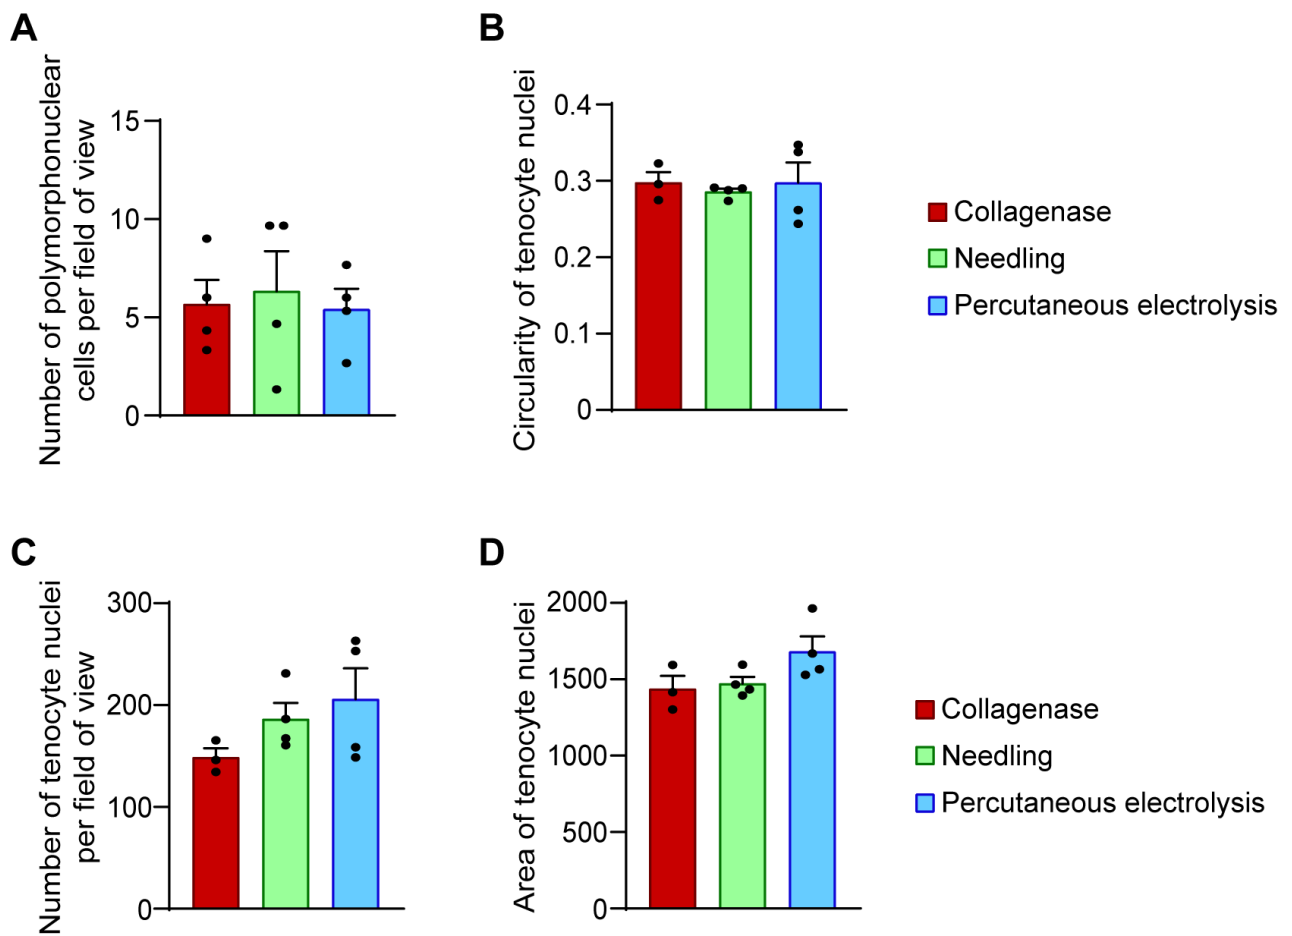 A
Number of polymorphonuclear
cells per field of view
15
10
5
0
B
Circularity of tenocyte nuclei
0.4
0.3
0.2
0.1
0
Collagenase
Needling
Percutaneous electrolysis
C
Number of tenocyte nuclei
per field of view
300
200
100
0
D
Area of tenocyte nuclei
2000
1500
1000
500
0
Collagenase
Needling
Percutaneous electrolysis